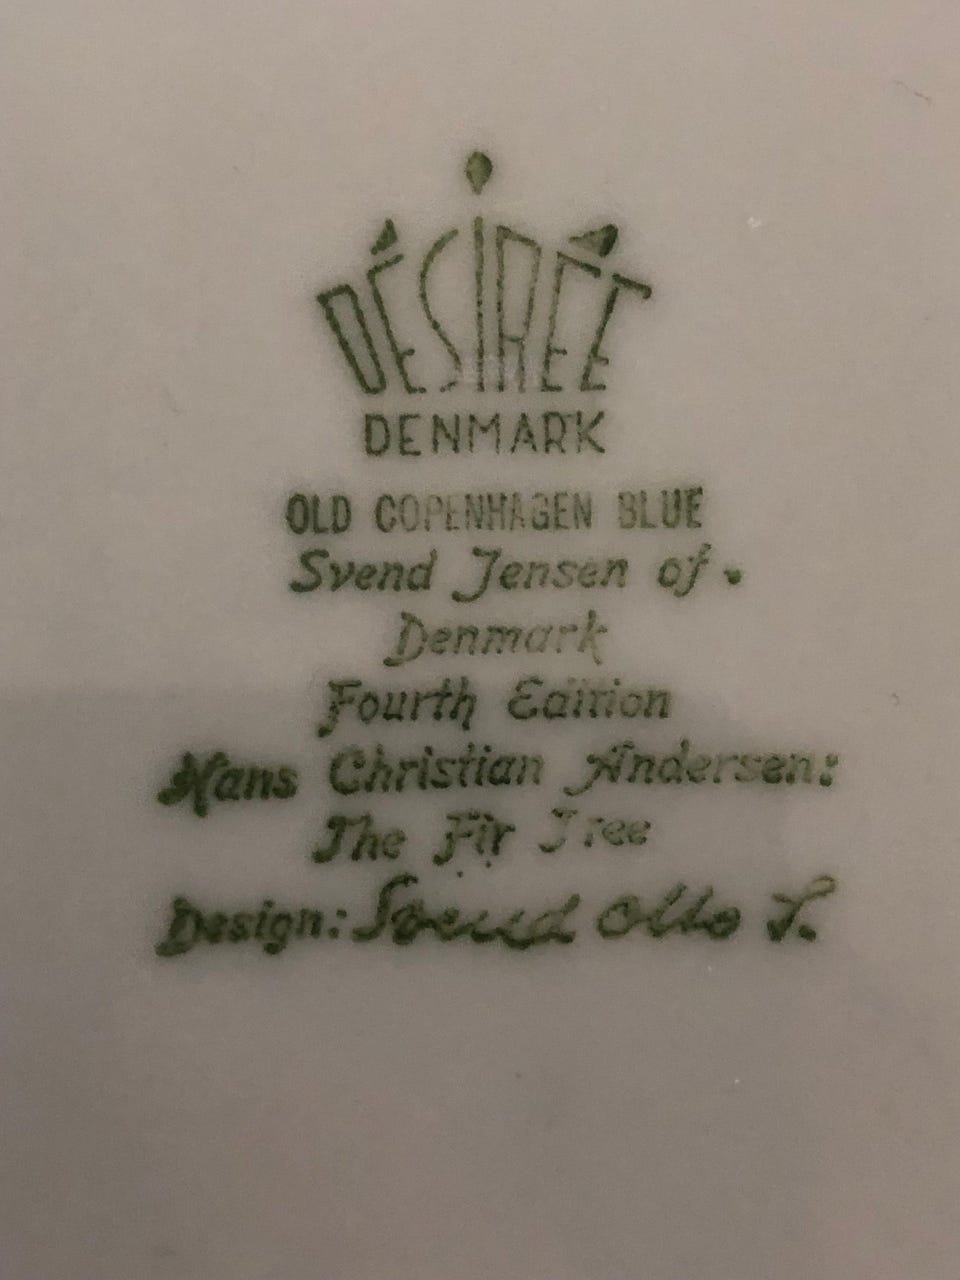 DÉSIRÉE
DENMARK
OLD COPENHAGEN BLUE
Svend Jensen of
Denmark
Fourth Edition
Hans Christian Andersen:
The Fir Tree
Design: Svend Otto S.